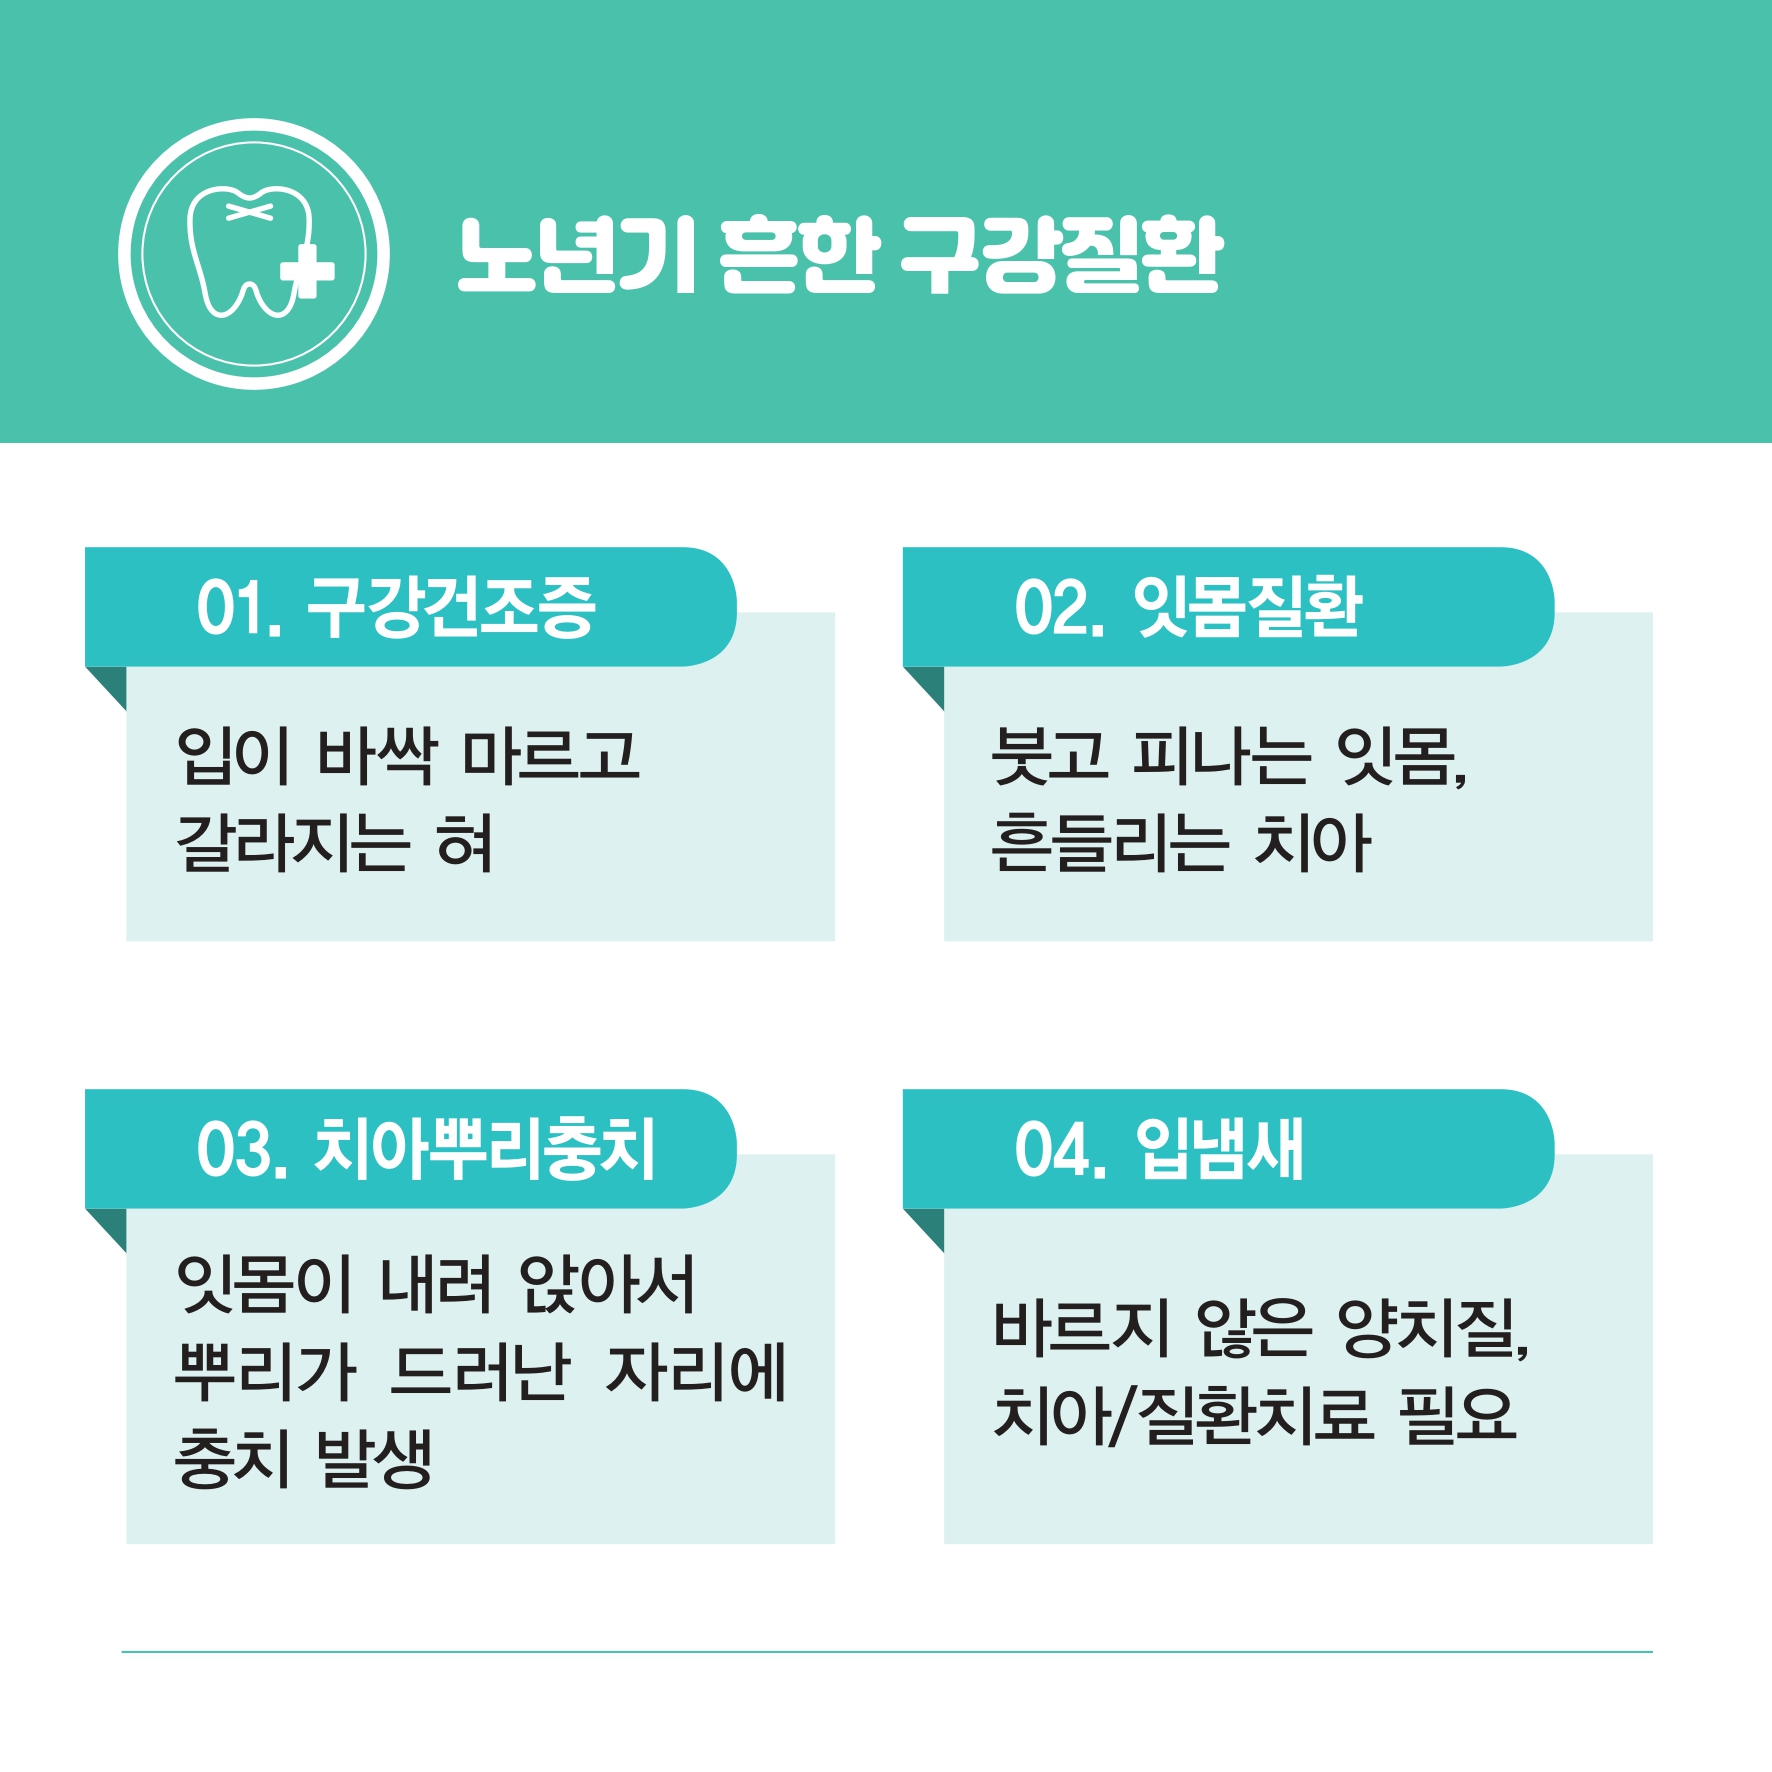 노년기 흔한 구강질환
01. 구강건조증
입이 바싹 마르고
갈라지는 혀
02. 잇몸질환
붓고 피나는 잇몸,
흔들리는 치아
03. 치아뿌리충치
잇몸이 내려 앉아서
뿌리가 드러난 자리에
충치 발생
04. 입냄새
바르지 않은 양치질,
치아/질환치료 필요